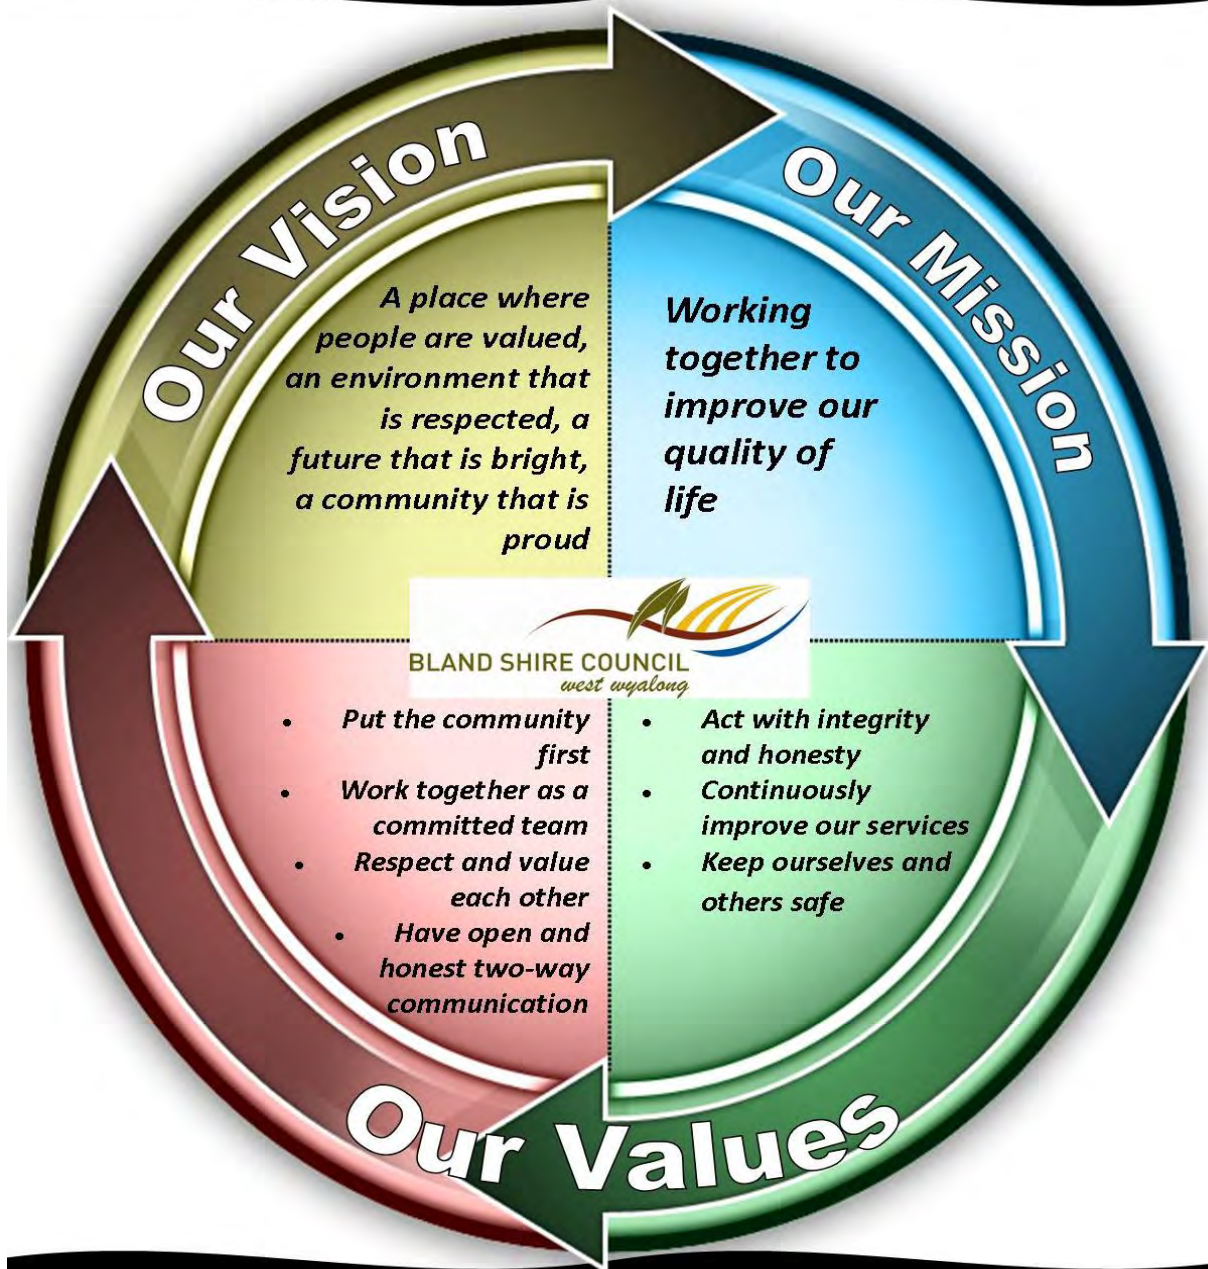 Our Vision
A place where
people are valued,
an environment that
is respected, a
future that is bright,
a community that is
proud
Our Mission
Working
together to
improve our
quality of
life
BLAND SHIRE COUNCIL
west wyalong
• Put the community
first
• Work together as a
committed team
• Respect and value
each other
• Have open and
honest two-way
communication
• Act with integrity
and honesty
• Continuously
improve our services
• Keep ourselves and
others safe
Our Values